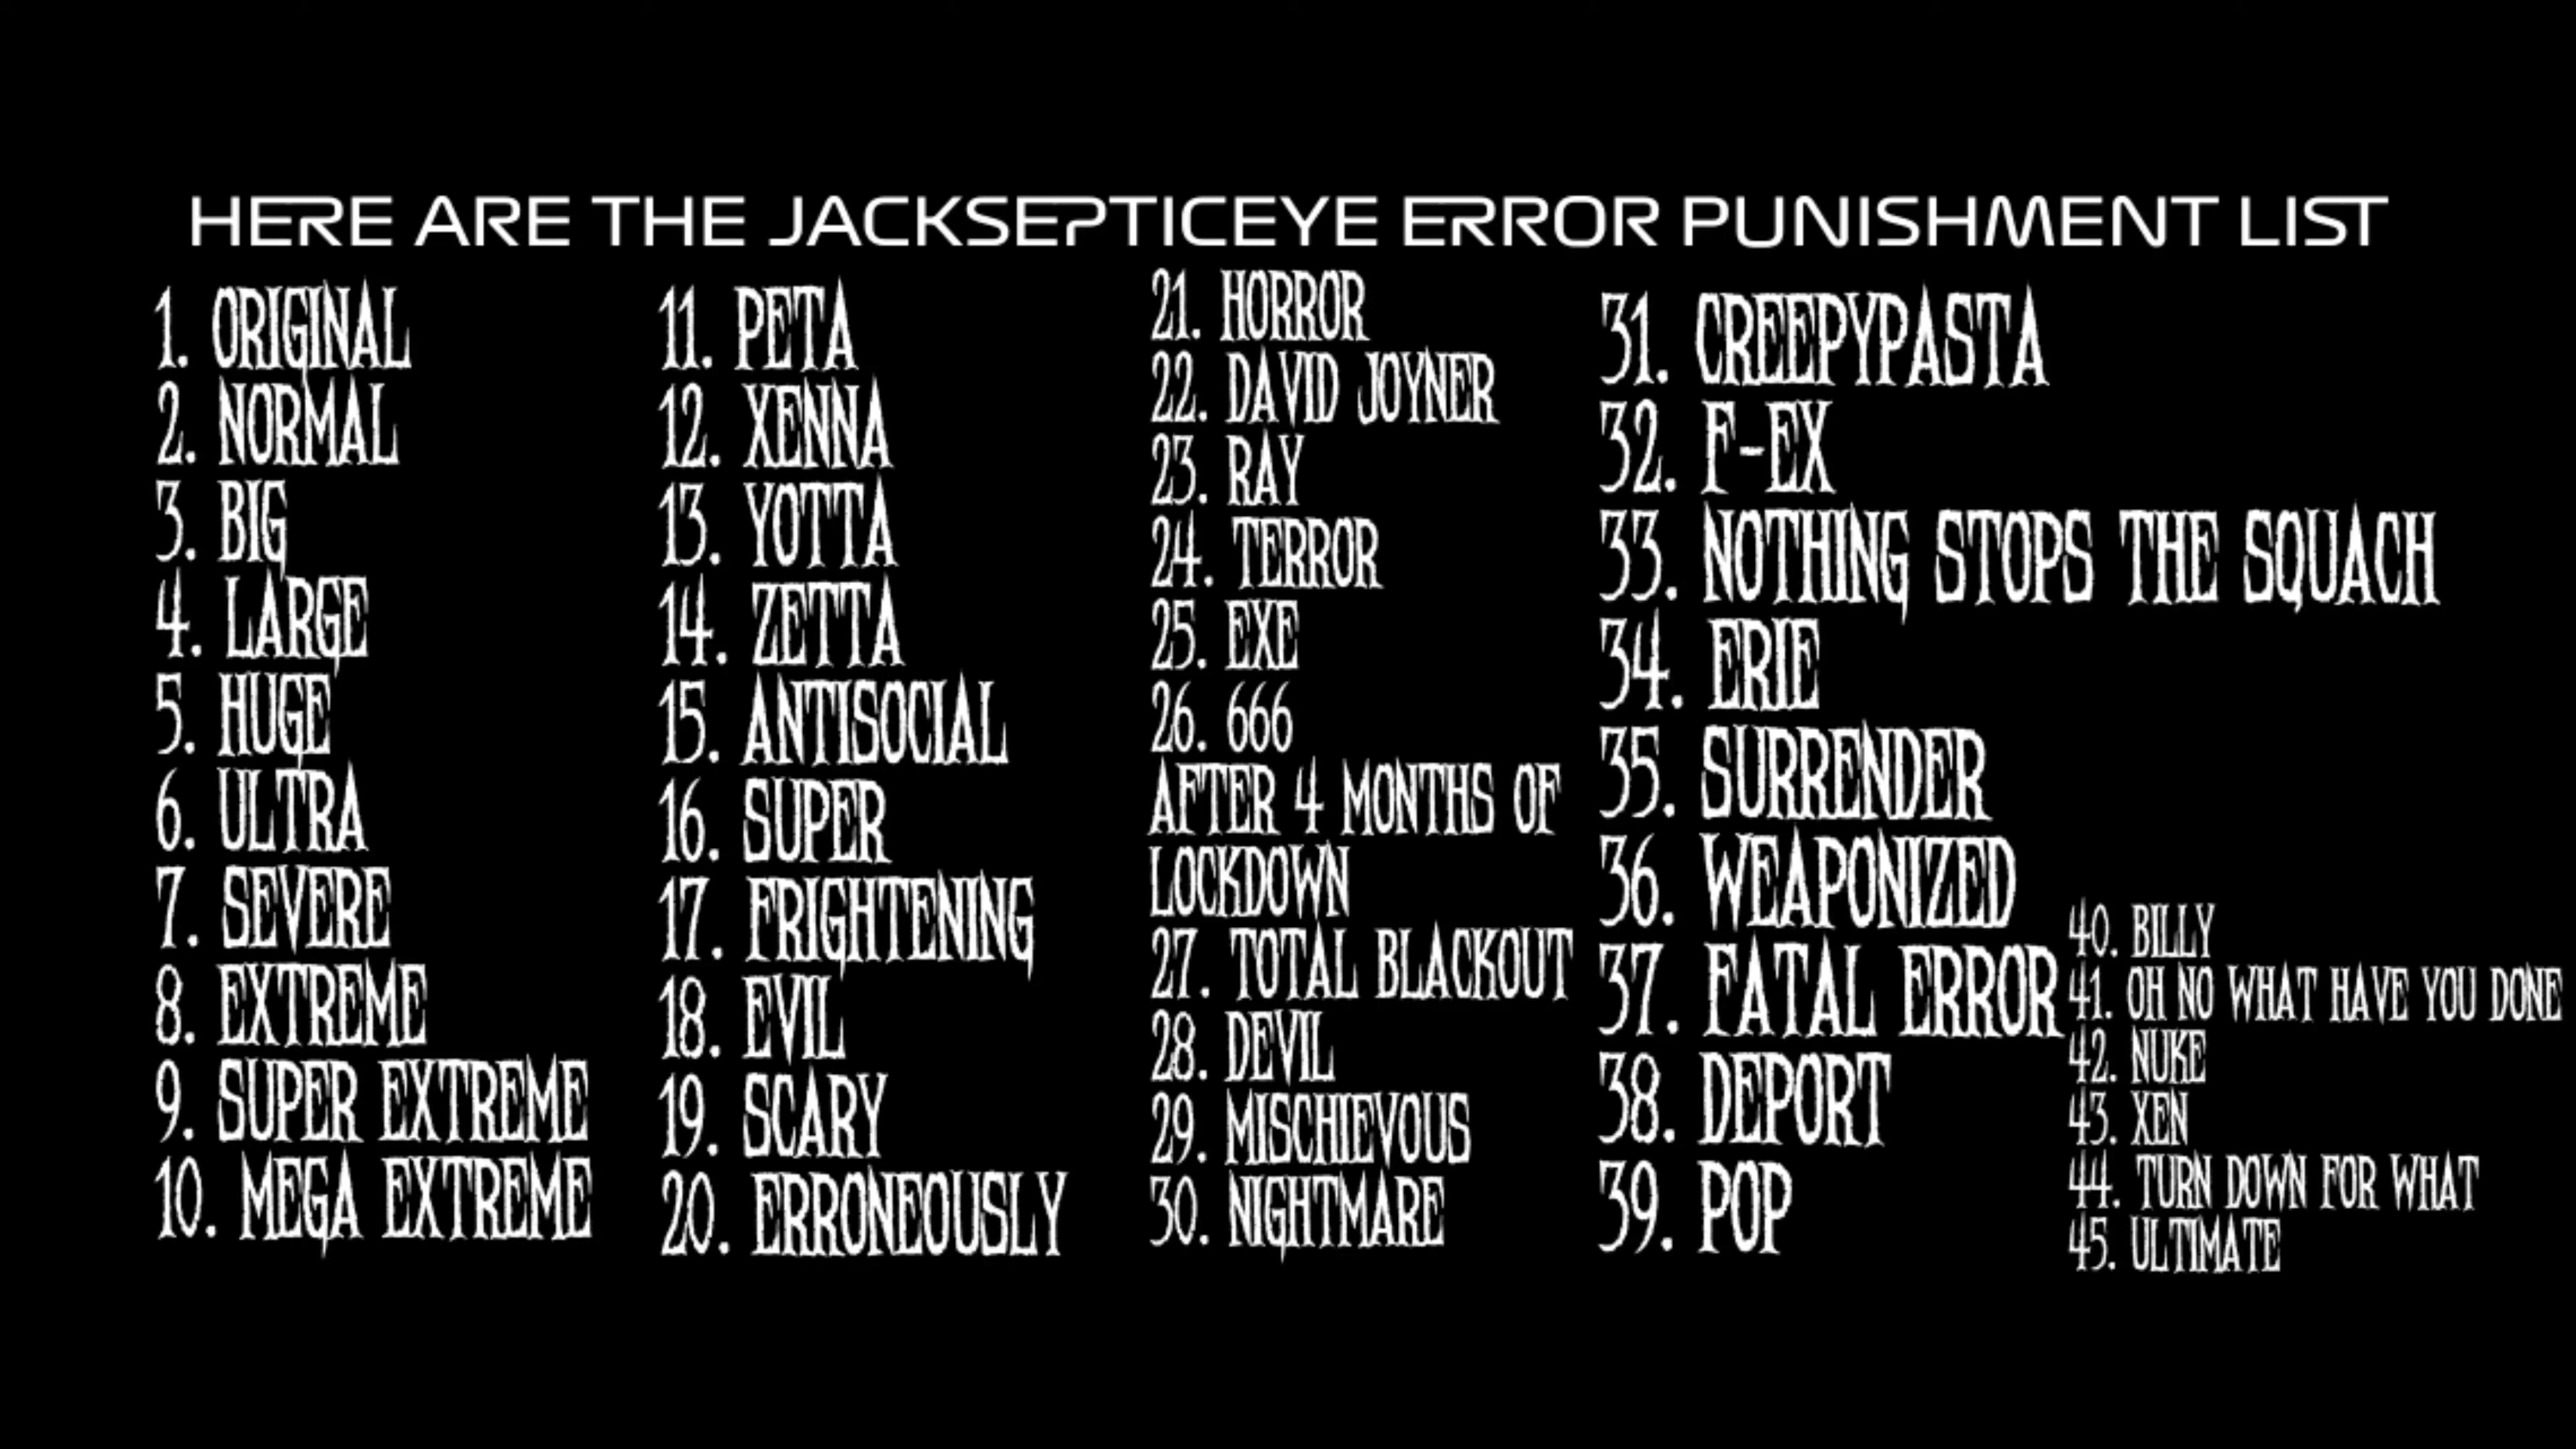 HERE ARE THE JACKSEPTICEYE ERROR PUNISHMENT LIST
1. ORIGINAL
2. NORMAL
3. BIG
4. LARGE
5. HUGE
6. ULTRA
7. SEVERE
8. EXTREME
9. SUPER EXTREME
10. MEGA EXTREME
11. PETA
12. XENNA
13. YOTTA
14. ZETTA
15. ANTISOCIAL
16. SUPER
17. FRIGHTENING
18. EVIL
19. SCARY
20. ERRONEOUSLY
21. HORROR
22. DAVID JOYNER
23. RAY
24. TERROR
25. EXE
26. 666
AFTER 4 MONTHS OF
LOCKDOWN
27. TOTAL BLACKOUT
28. DEVIL
29. MISCHIEVOUS
30. NIGHTMARE
31. CREEPYPASTA
32. F-EX
33. NOTHING STOPS THE SQUACH
34. ERIE
35. SURRENDER
36. WEAPONIZED
37. FATAL ERROR
38. DEPORT
39. POP
40. BILLY
41. OH NO WHAT HAVE YOU DONE
42. NUKE
43. XEN
44. TURN DOWN FOR WHAT
45. ULTIMATE